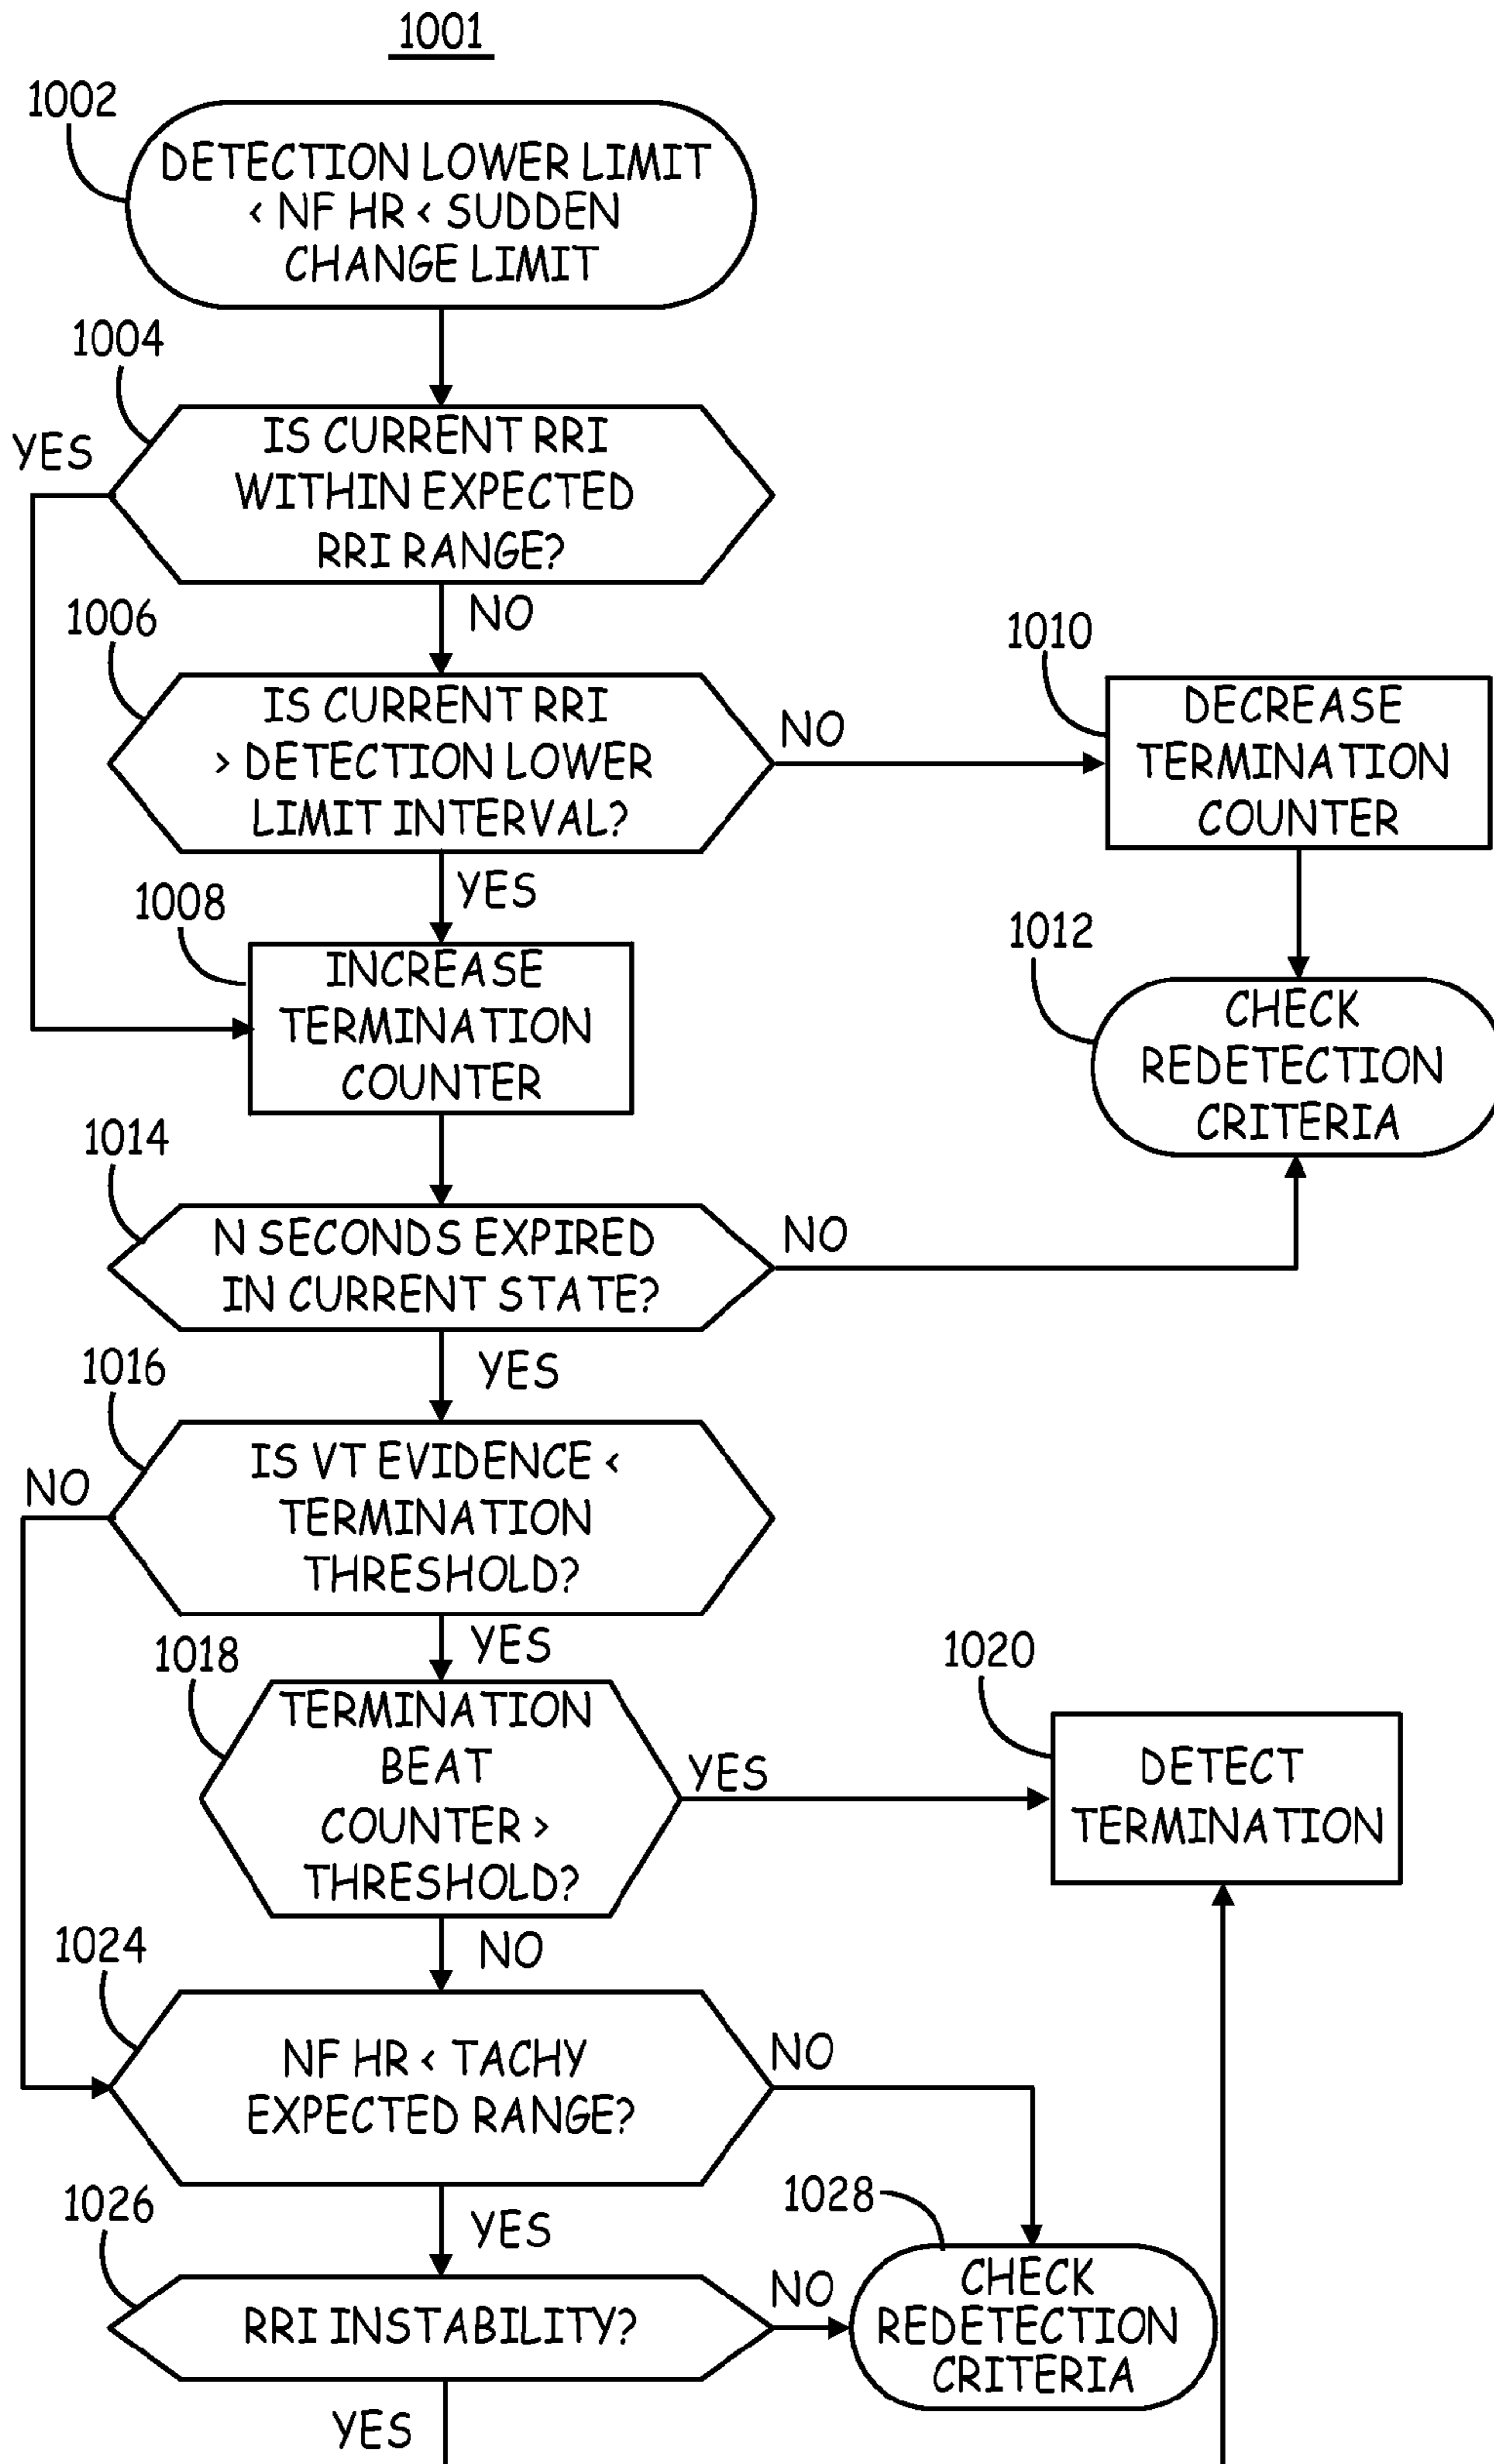 1001
1002
DETECTION LOWER LIMIT
< NF HR < SUDDEN
CHANGE LIMIT
1004
YES
IS CURRENT RRI
WITHIN EXPECTED
RRI RANGE?
NO
1006
IS CURRENT RRI
> DETECTION LOWER
LIMIT INTERVAL?
NO
1010
DECREASE
TERMINATION
COUNTER
YES
1008
INCREASE
TERMINATION
COUNTER
1012
CHECK
REDETECTION
CRITERIA
1014
N SECONDS EXPIRED
IN CURRENT STATE?
NO
YES
1016
NO
IS VT EVIDENCE <
TERMINATION
THRESHOLD?
YES
1018
TERMINATION
BEAT
COUNTER >
THRESHOLD?
YES
1020
DETECT
TERMINATION
NO
1024
NF HR < TACHY
EXPECTED RANGE?
NO
YES
1026
RRI INSTABILITY?
NO
1028
CHECK
REDETECTION
CRITERIA
YES